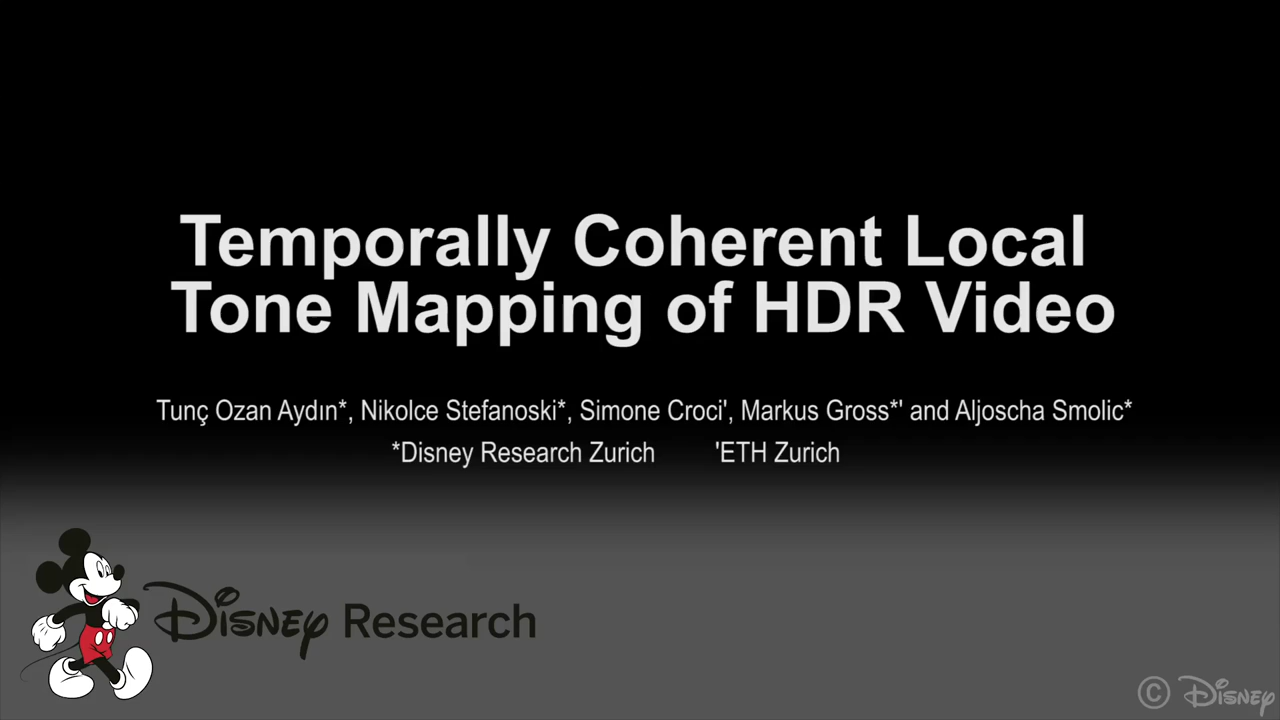 Temporally Coherent Local
Tone Mapping of HDR Video
Tunç Ozan Aydın*, Nikolce Stefanoski*, Simone Croci', Markus Gross*' and Aljoscha Smolic*
*Disney Research Zurich 'ETH Zurich
Disney Research
© Disney